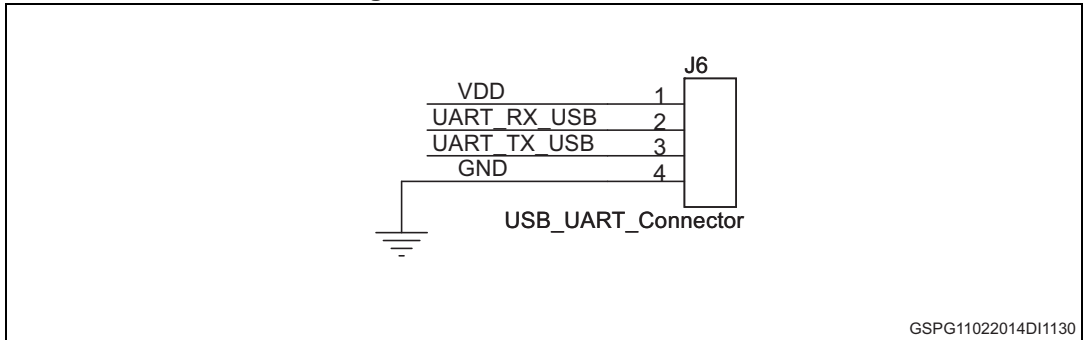 J6
VDD 1
UART_RX_USB 2
UART_TX_USB 3
GND 4
USB_UART_Connector
GSPG11022014DI1130